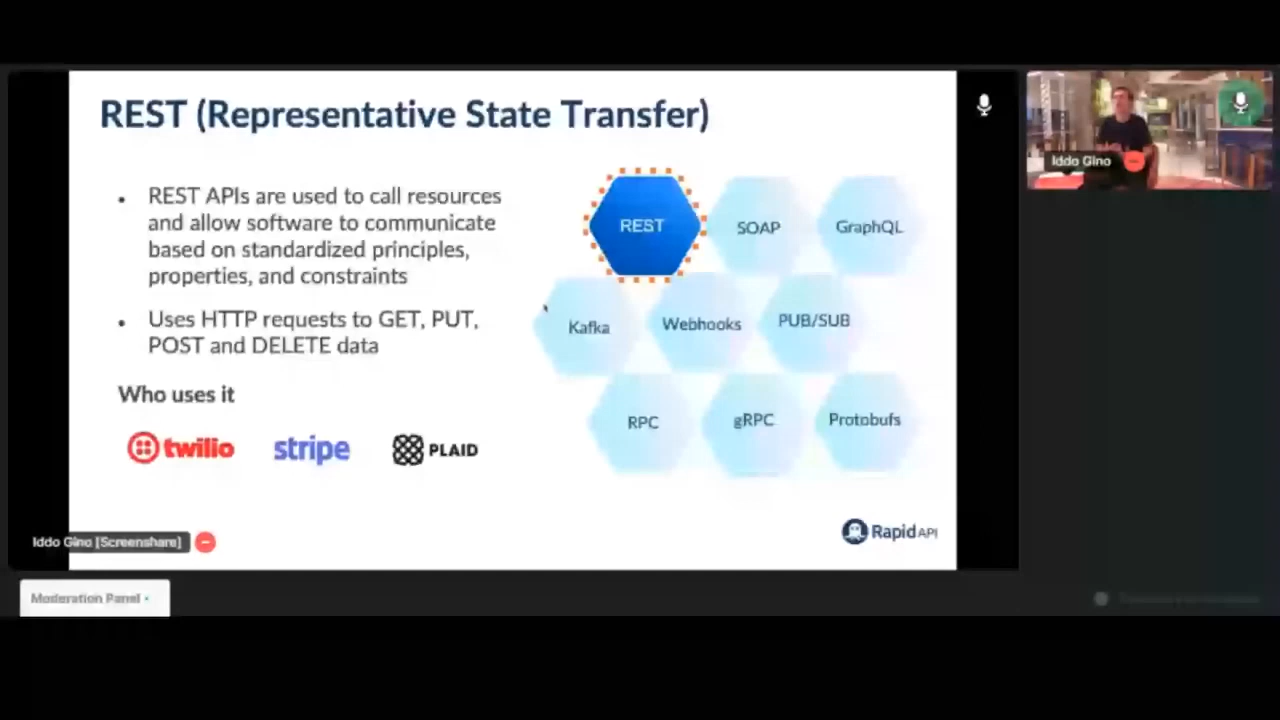 REST (Representative State Transfer)
REST APIs are used to call resources
and allow software to communicate
based on standardized principles,
properties, and constraints
Uses HTTP requests to GET, PUT,
POST and DELETE data
Who uses it
twilio
stripe
PLAID
REST
SOAP
GraphQL
Kafka
Webhooks
PUB/SUB
RPC
gRPC
Protobufs
Rapid API
Iddo Gino [Screenshare]
Iddo Gino
Moderation Panel